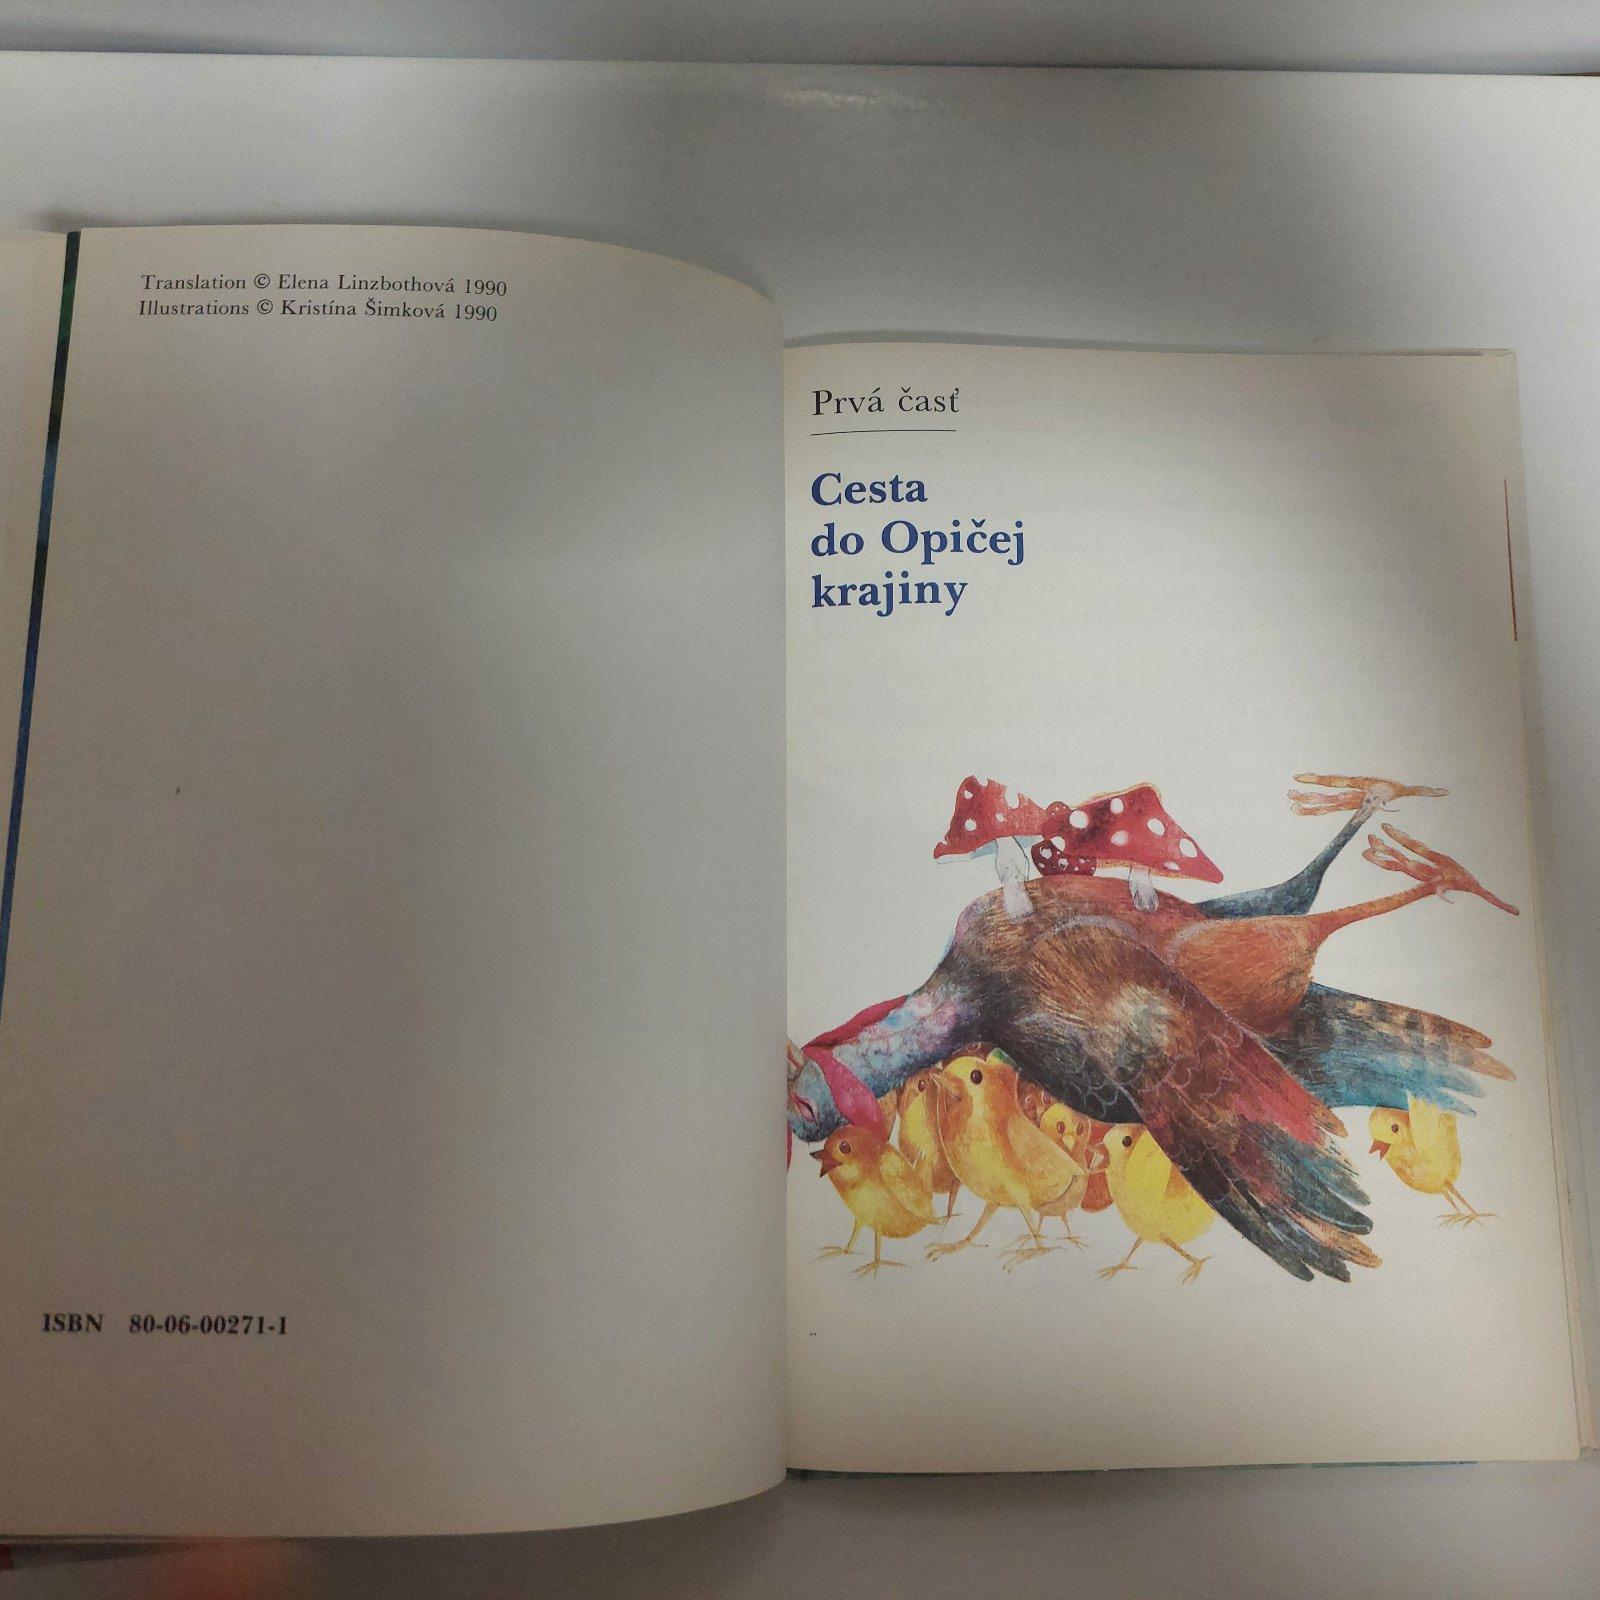 Translation © Elena Linzbothová 1990
Illustrations © Kristína Šimková 1990
ISBN 80-06-00271-1
Prvá časť
Cesta
do Opičej
krajiny